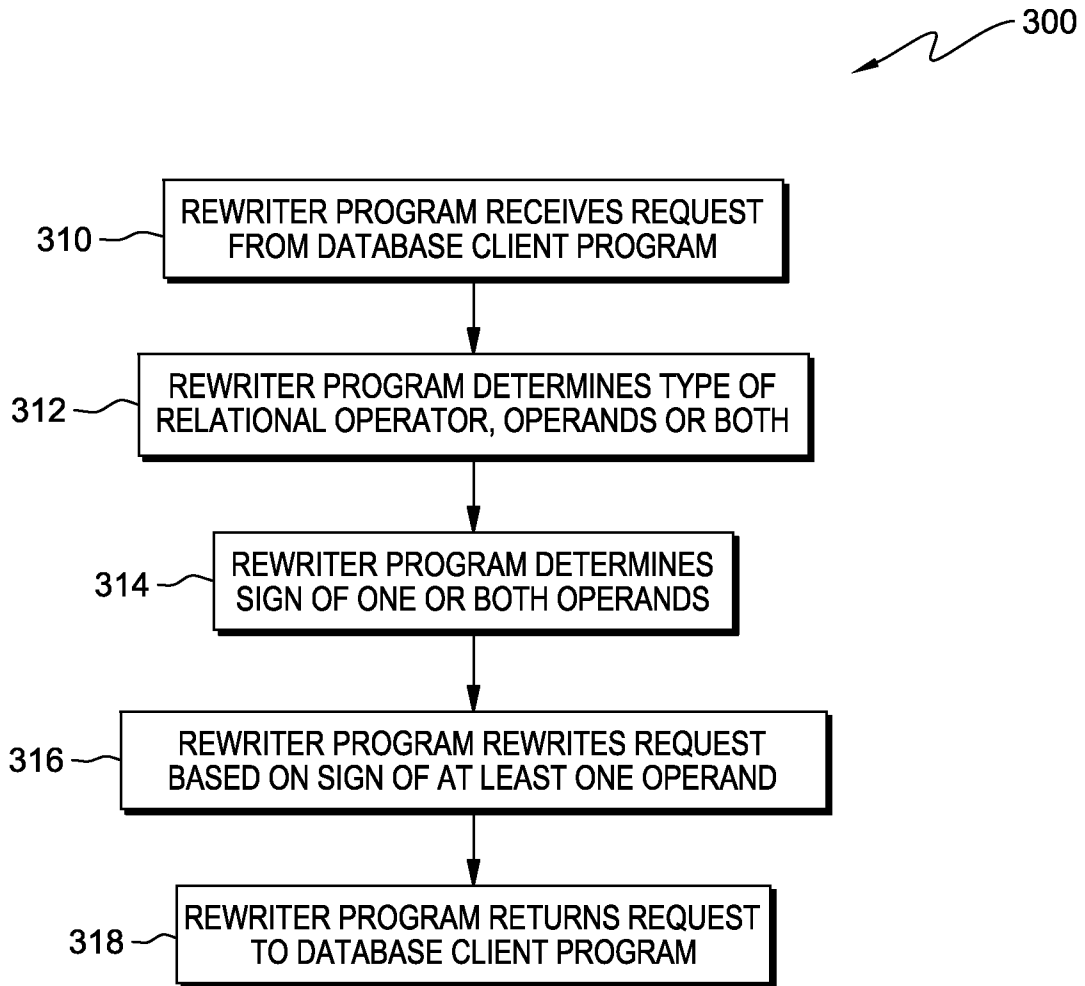 300
310
REWRITER PROGRAM RECEIVES REQUEST
FROM DATABASE CLIENT PROGRAM
312
REWRITER PROGRAM DETERMINES TYPE OF
RELATIONAL OPERATOR, OPERANDS OR BOTH
314
REWRITER PROGRAM DETERMINES
SIGN OF ONE OR BOTH OPERANDS
316
REWRITER PROGRAM REWRITES REQUEST
BASED ON SIGN OF AT LEAST ONE OPERAND
318
REWRITER PROGRAM RETURNS REQUEST
TO DATABASE CLIENT PROGRAM